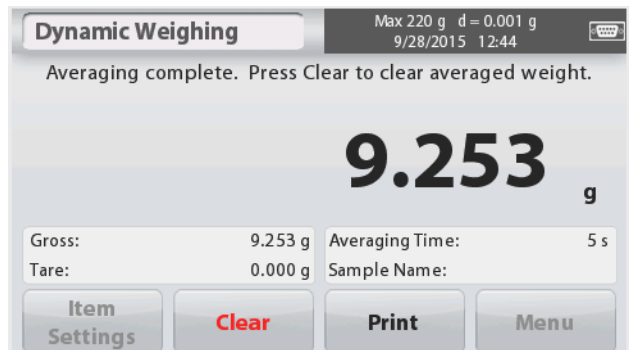 Dynamic Weighing
Max 220 g d = 0.001 g
9/28/2015 12:44
Averaging complete. Press Clear to clear averaged weight.
9.253 g
Gross: 9.253 g
Tare: 0.000 g
Averaging Time: 5 s
Sample Name:
Item
Settings
Clear
Print
Menu